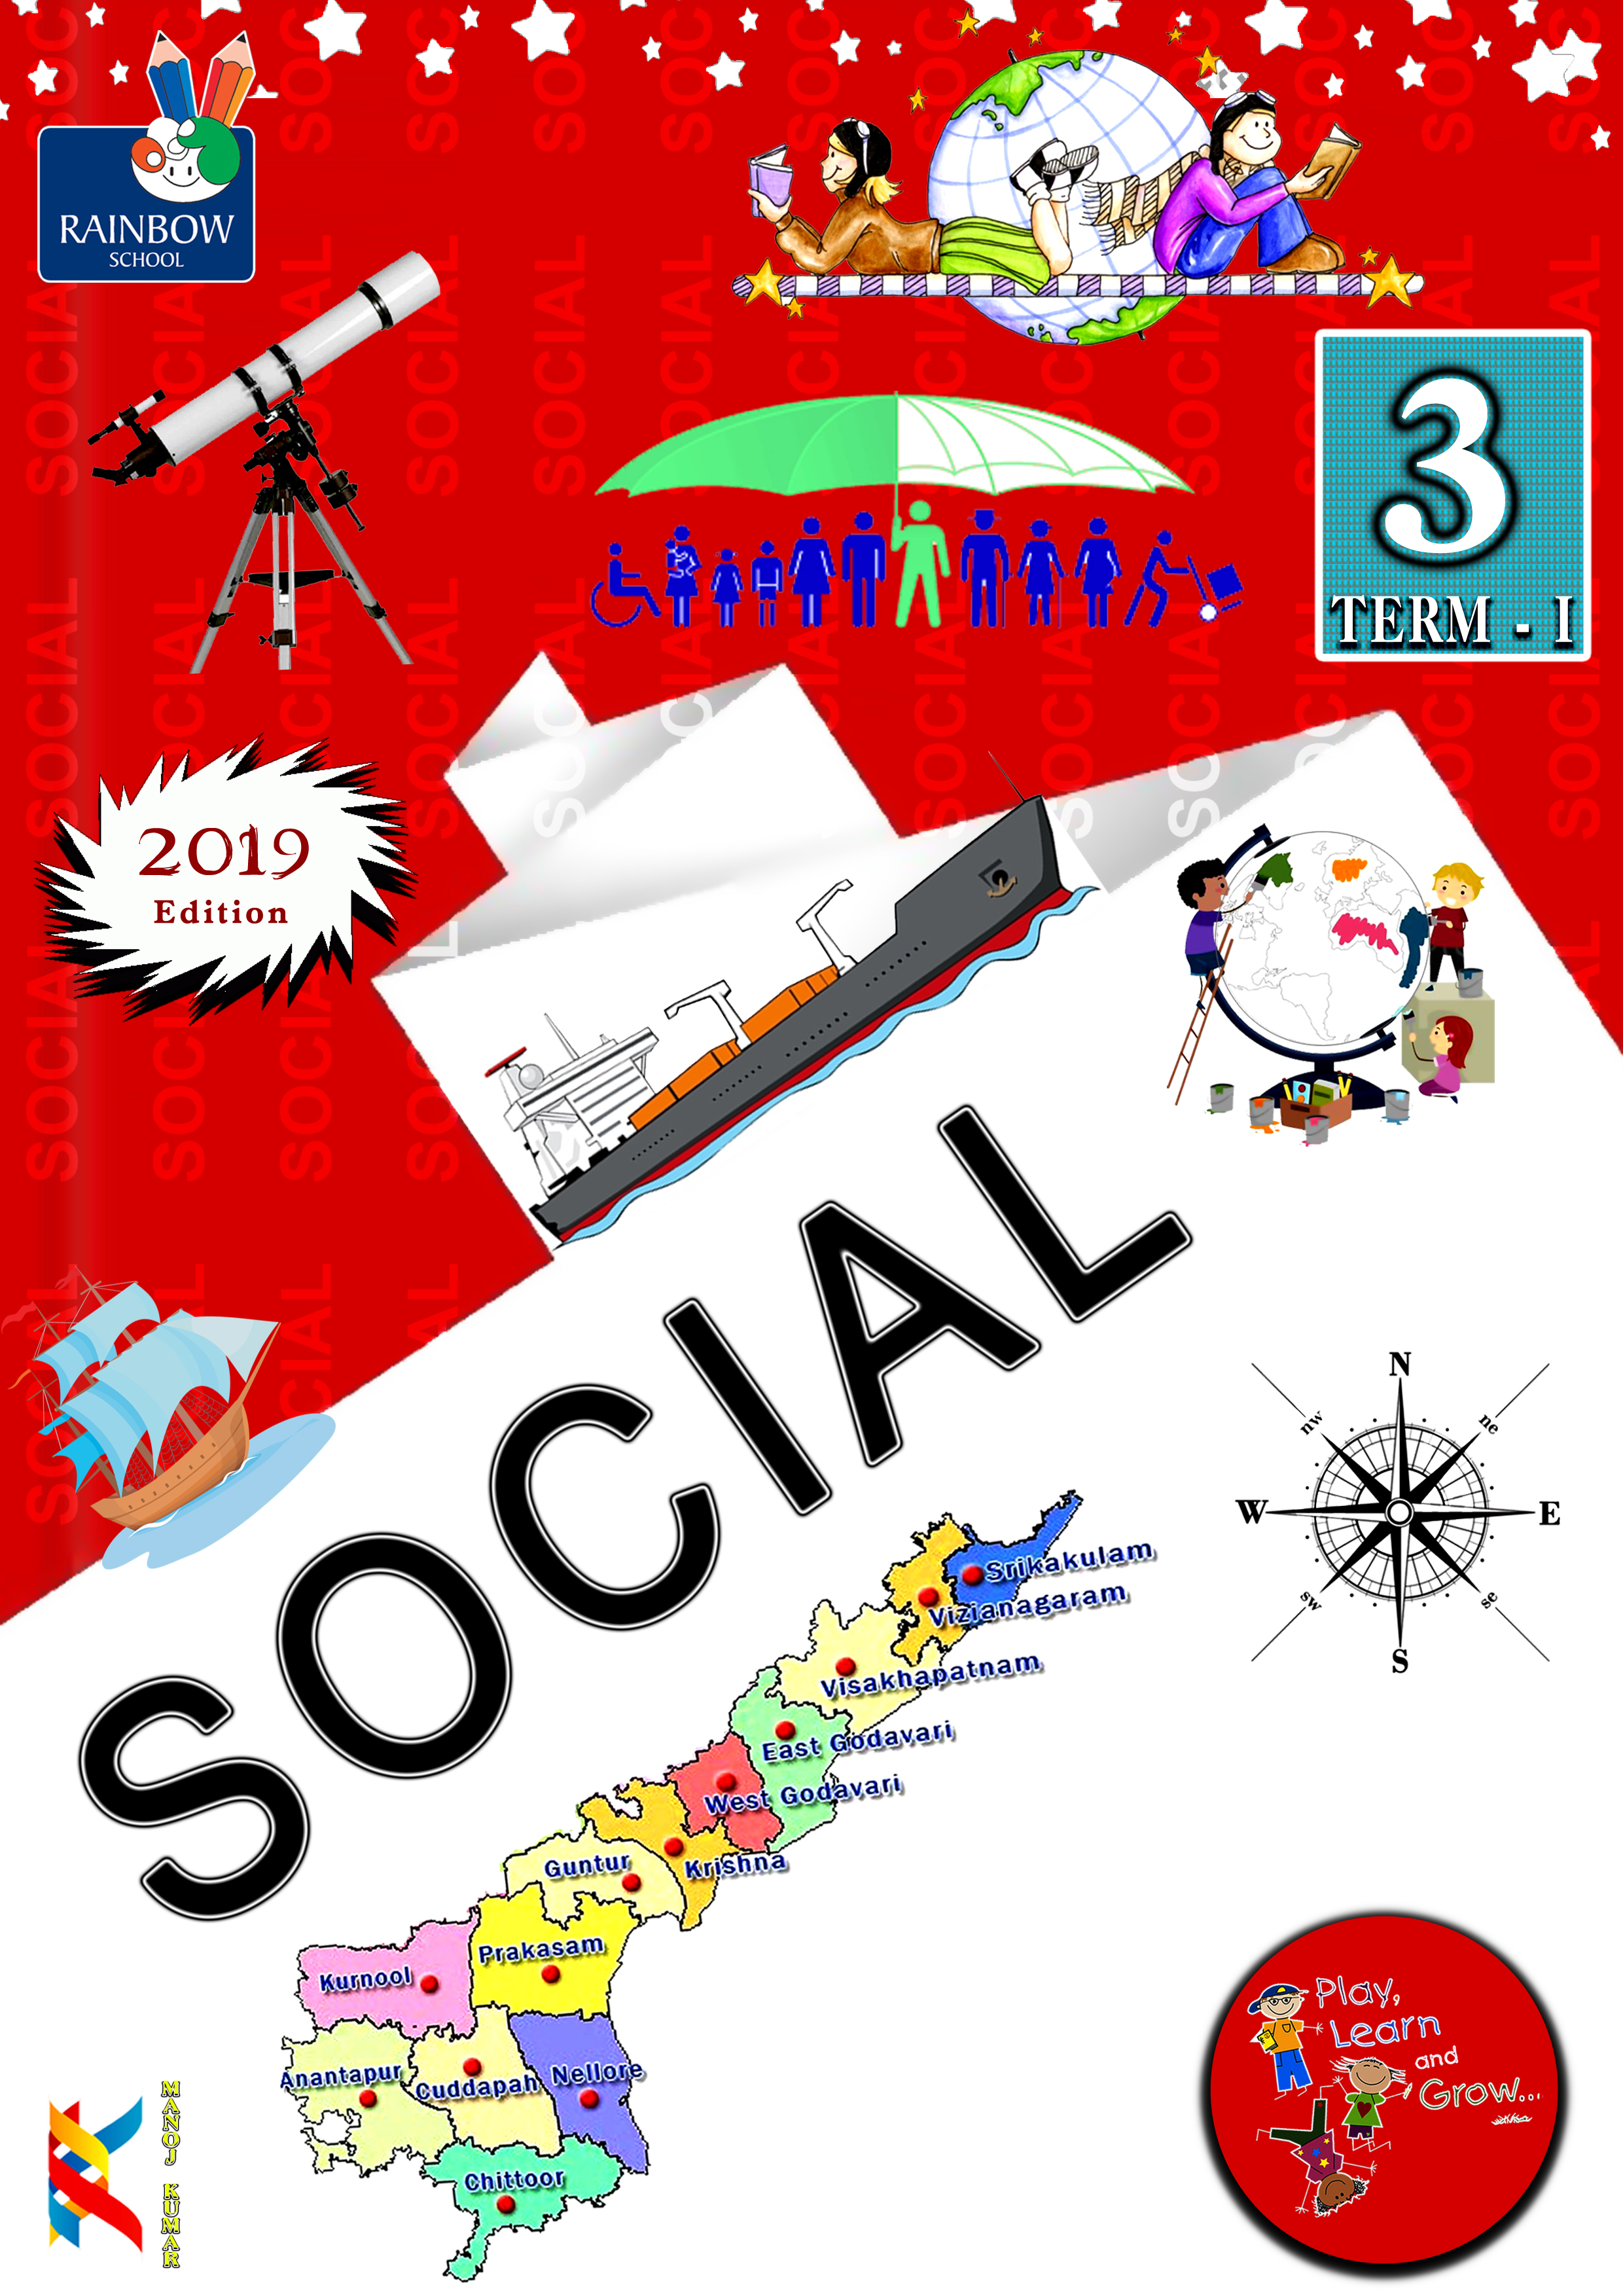 RAINBOW
SCHOOL
3
TERM - I
2019
Edition
SOCIAL
N
nw
ne
W
E
sw
se
S
Srikakulam
Vizianagaram
Visakhapatnam
East Godavari
West Godavari
Krishna
Guntur
Prakasam
Kurnool
Anantapur
Cuddapah
Nellore
Chittoor
MANOJ KUMAR
Play,
Learn
and
Grow...